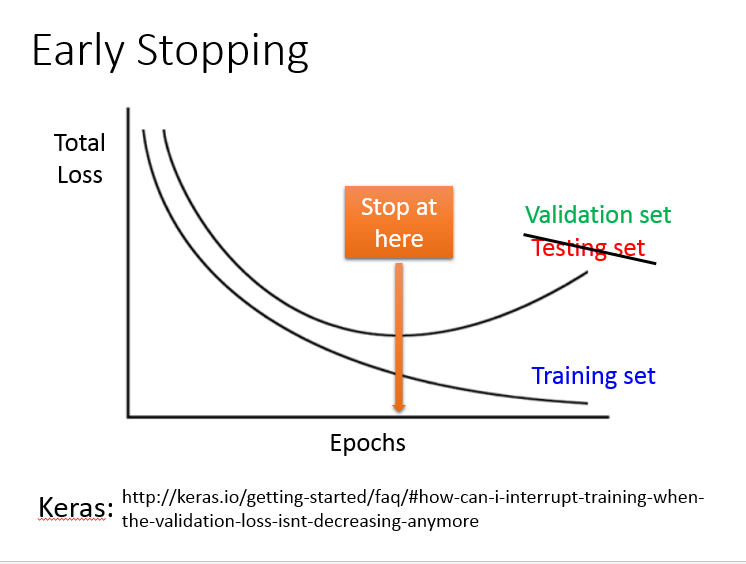 Early Stopping
Total
Loss
Stop at
here
Validation set
Testing set
Training set
Epochs
Keras: http://keras.io/getting-started/faq/#how-can-i-interrupt-training-when-
the-validation-loss-isnt-decreasing-anymore